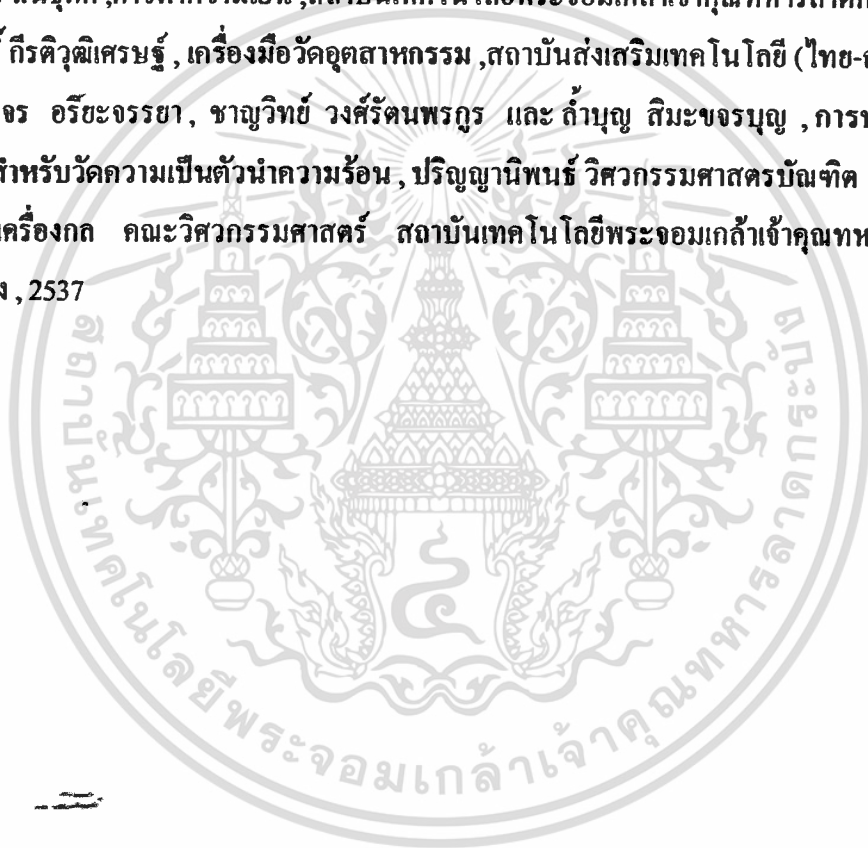 กีรติวุฒิเศรษฐ์ , เครื่องมือวัดอุตสาหกรรม ,สถาบันส่งเสริมเทคโนโลยี (ไทย-
จร อริยะจรรยา , ชาญวิทย์ วงศ์รัตนพรกูร และ ล้ำบุญ สิมะขจรบุญ ,
สำหรับวัดความเป็นตัวนำความร้อน , ปริญญานิพนธ์ วิศวกรรมศาสตรบัณฑิต
เครื่องกล คณะวิศวกรรมศาสตร์ สถาบันเทคโนโลยีพระจอมเกล้าเจ้าคุณทห
ง , 2537
สถาบันเทคโนโลยีพระจอมเกล้าเจ้าคุณทหารลาดกระบัง